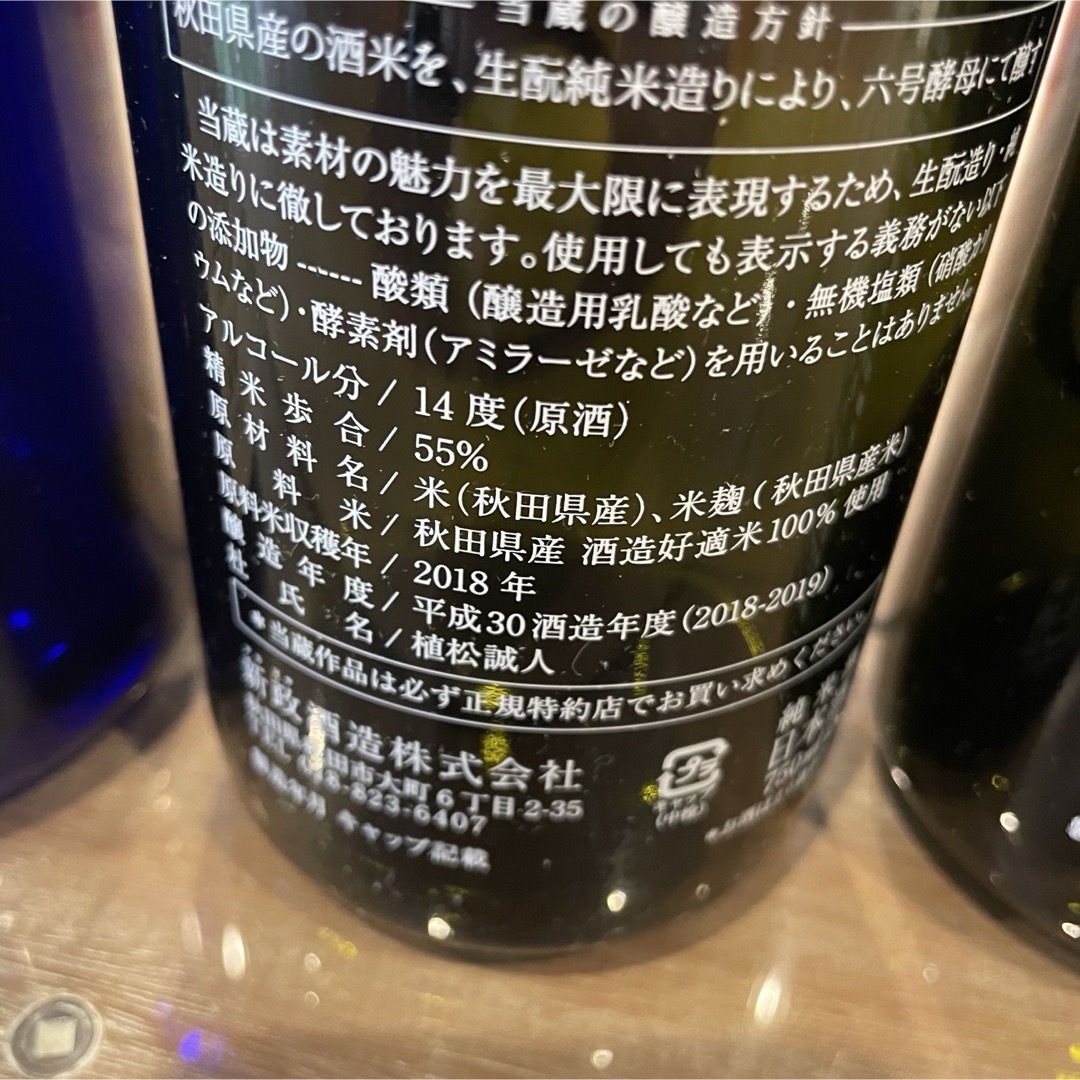 当蔵の醸造方針
秋田県産の酒米を、生酛純米造りにより、六号酵母にて醸す
当蔵は素材の魅力を最大限に表現するため、生酛造り・純
米造りに徹しております。使用しても表示する義務がない以下
の添加物 ------ 酸類（醸造用乳酸など）・無機塩類（硝酸カリ
ウムなど）・酵素剤（アミラーゼなど）を用いることはありません。
アルコール分 / 14度（原酒）
精米歩合 / 55%
原材料名 / 米（秋田県産）、米麹（秋田県産米）
原料米 / 秋田県産 酒造好適米100%使用
原料米収穫年 / 2018年
醸造年度 / 平成30酒造年度(2018-2019)
杜氏名 / 植松誠人
＊当蔵作品は必ず正規特約店でお買い求めください
新政酒造株式会社
秋田県秋田市大町6丁目2-35
823-6407
キャップ記載
純米
日本